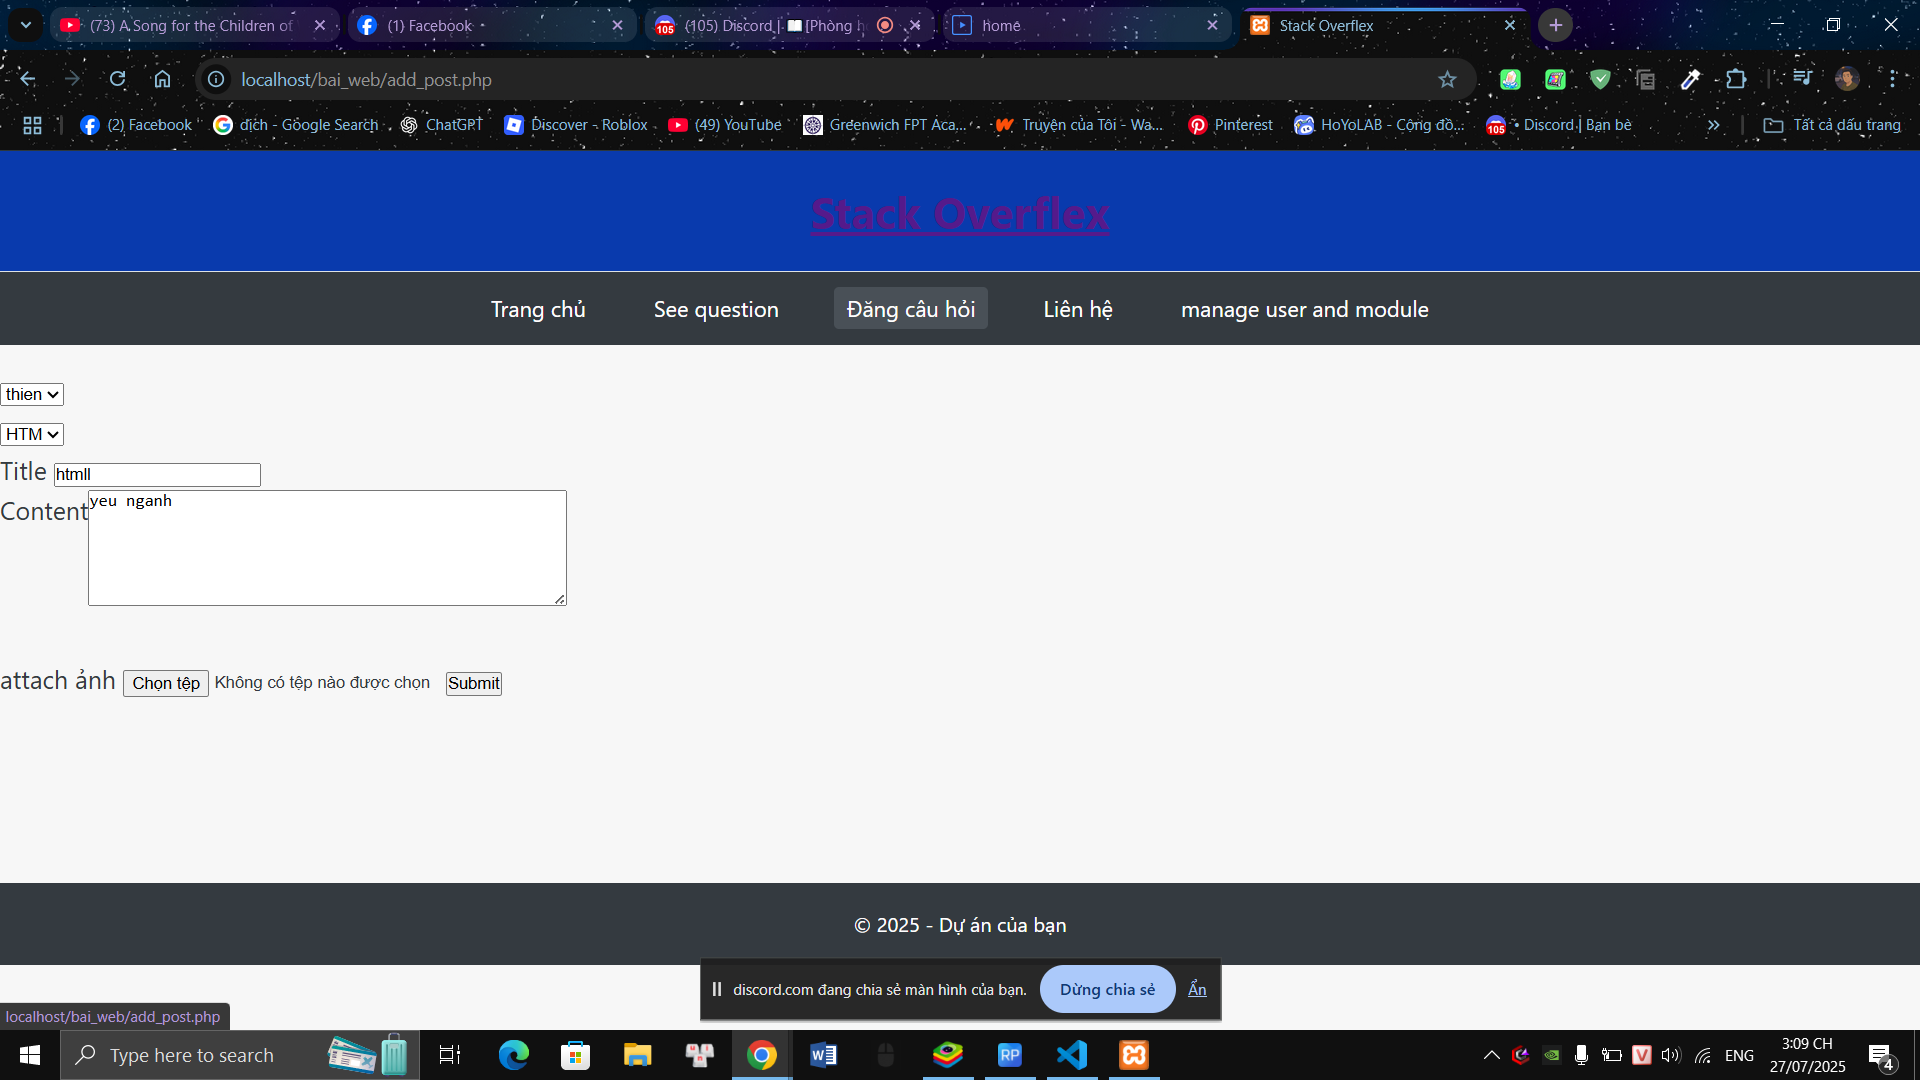 (73) A Song for the Children of
(1) Facebook
(105) Discord | 📖 [Phòng h
home
Stack Overflex
localhost/bai_web/add_post.php
(2) Facebook
dịch - Google Search
ChatGPT
Discover - Roblox
(49) YouTube
Greenwich FPT Aca...
Truyện của Tôi - Wa...
Pinterest
HoYoLAB - Cộng đồ...
105
• Discord | Bạn bè
Tất cả dấu trang
Stack Overflex
Trang chủ
See question
Đăng câu hỏi
Liên hệ
manage user and module
thien
HTM
Title
htmll
Content
yeu nganh
attach ảnh
Chọn tệp
Không có tệp nào được chọn
Submit
© 2025 - Dự án của bạn
discord.com đang chia sẻ màn hình của bạn.
Dừng chia sẻ
Ẩn
localhost/bai_web/add_post.php
Type here to search
RP
ENG
3:09 CH
27/07/2025
4